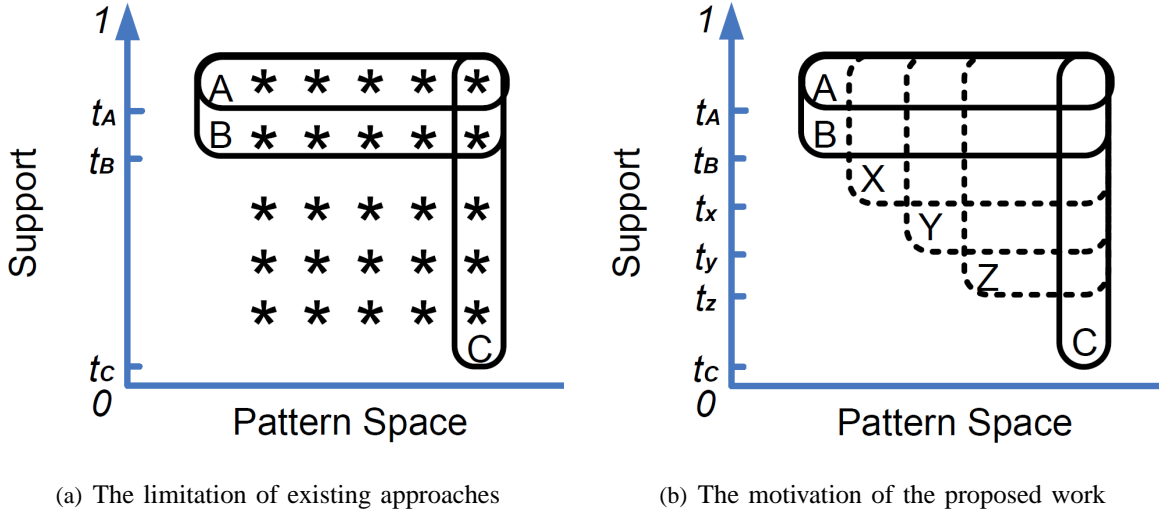 1
A * * * * *
tA
B * * * * *
tB
* * * * *
* * * * *
* * * * *
C
tC
0
Support
Pattern Space
(a) The limitation of existing approaches
1
A
tA
B
tB
X
tx
Y
ty
Z
tz
C
tC
0
Support
Pattern Space
(b) The motivation of the proposed work